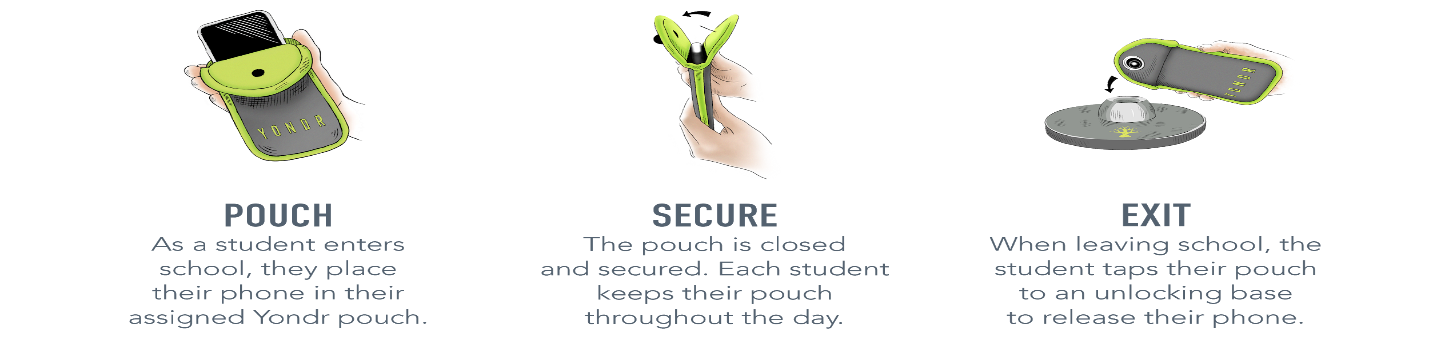 YONDR
YONDR
POUCH
As a student enters
school, they place
their phone in their
assigned Yondr pouch.
SECURE
The pouch is closed
and secured. Each student
keeps their pouch
throughout the day.
EXIT
When leaving school, the
student taps their pouch
to an unlocking base
to release their phone.